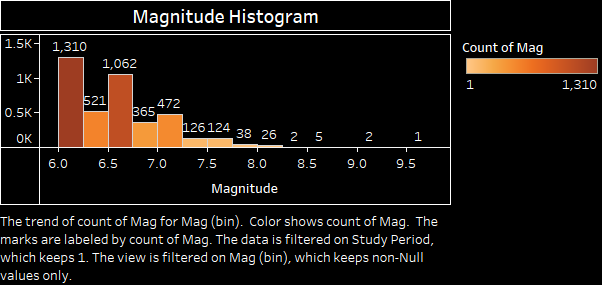 Magnitude Histogram
1.5K
1K
0.5K
0K
1,310
521
1,062
365
472
126
124
38
26
2
5
2
1
6.0 6.5 7.0 7.5 8.0 8.5 9.0 9.5
Magnitude
Count of Mag
1 1,310
The trend of count of Mag for Mag (bin).  Color shows count of Mag.  The
marks are labeled by count of Mag. The data is filtered on Study Period,
which keeps 1. The view is filtered on Mag (bin), which keeps non-Null
values only.